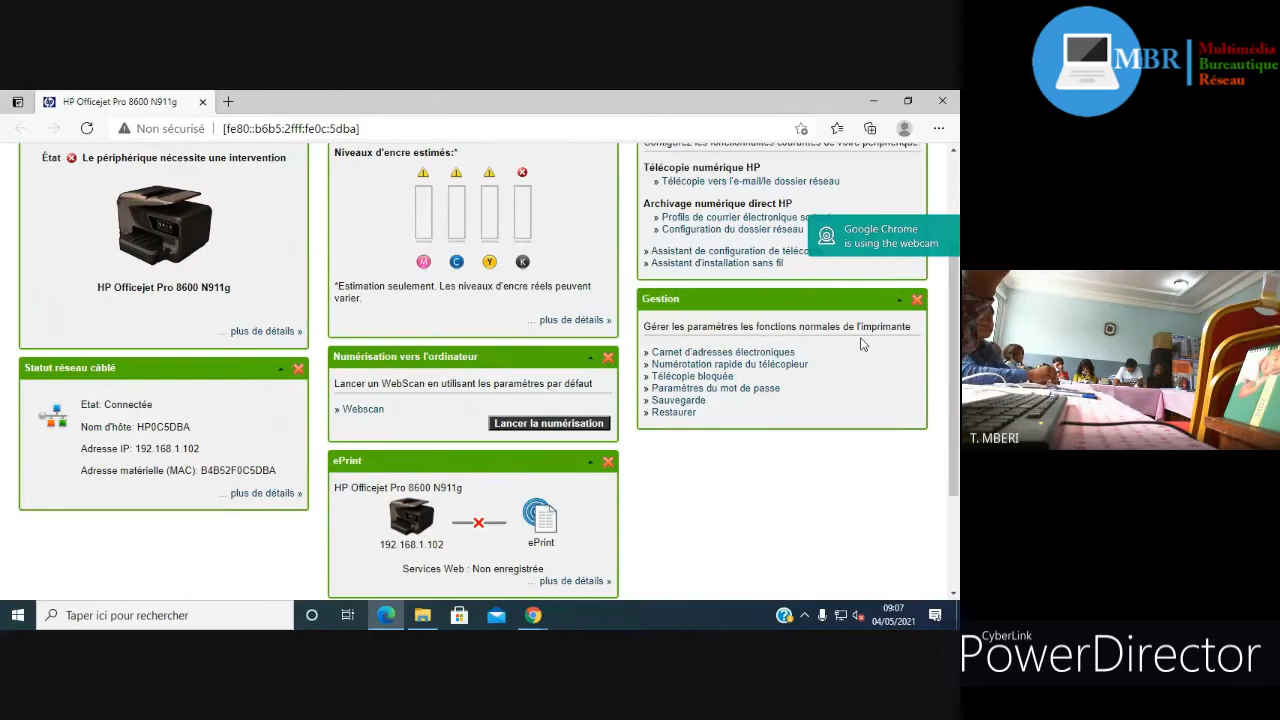 MBR
Multimédia
Bureautique
Réseau
HP Officejet Pro 8600 N911g
Non sécurisé
[fe80::b6b5:2fff:fe0c:5dba]
État Le périphérique nécessite une intervention
HP Officejet Pro 8600 N911g
... plus de détails »
Statut réseau câblé
Etat: Connectée
Nom d'hôte: HP0C5DBA
Adresse IP: 192.168.1.102
Adresse matérielle (MAC): B4B52F0C5DBA
... plus de détails »
Niveaux d'encre estimés:*
M C Y K
*Estimation seulement. Les niveaux d'encre réels peuvent
varier.
... plus de détails »
Numérisation vers l'ordinateur
Lancer un WebScan en utilisant les paramètres par défaut
» Webscan
Lancer la numérisation
ePrint
HP Officejet Pro 8600 N911g
192.168.1.102
ePrint
Services Web : Non enregistrée
... plus de détails »
Configurez les fonctionnalités courantes de votre périphérique.
Télécopie numérique HP
» Télécopie vers l'e-mail/le dossier réseau
Archivage numérique direct HP
» Profils de courrier électronique
» Configuration du dossier réseau
» Assistant de configuration de
» Assistant d'installation sans fil
Google Chrome
is using the webcam
Gestion
Gérer les paramètres les fonctions normales de l'imprimante
» Carnet d'adresses électroniques
» Numérotation rapide du télécopieur
» Télécopie bloquée
» Paramètres du mot de passe
» Sauvegarde
» Restaurer
T. MBERI
Taper ici pour rechercher
09:07
04/05/2021
CyberLink
PowerDirector